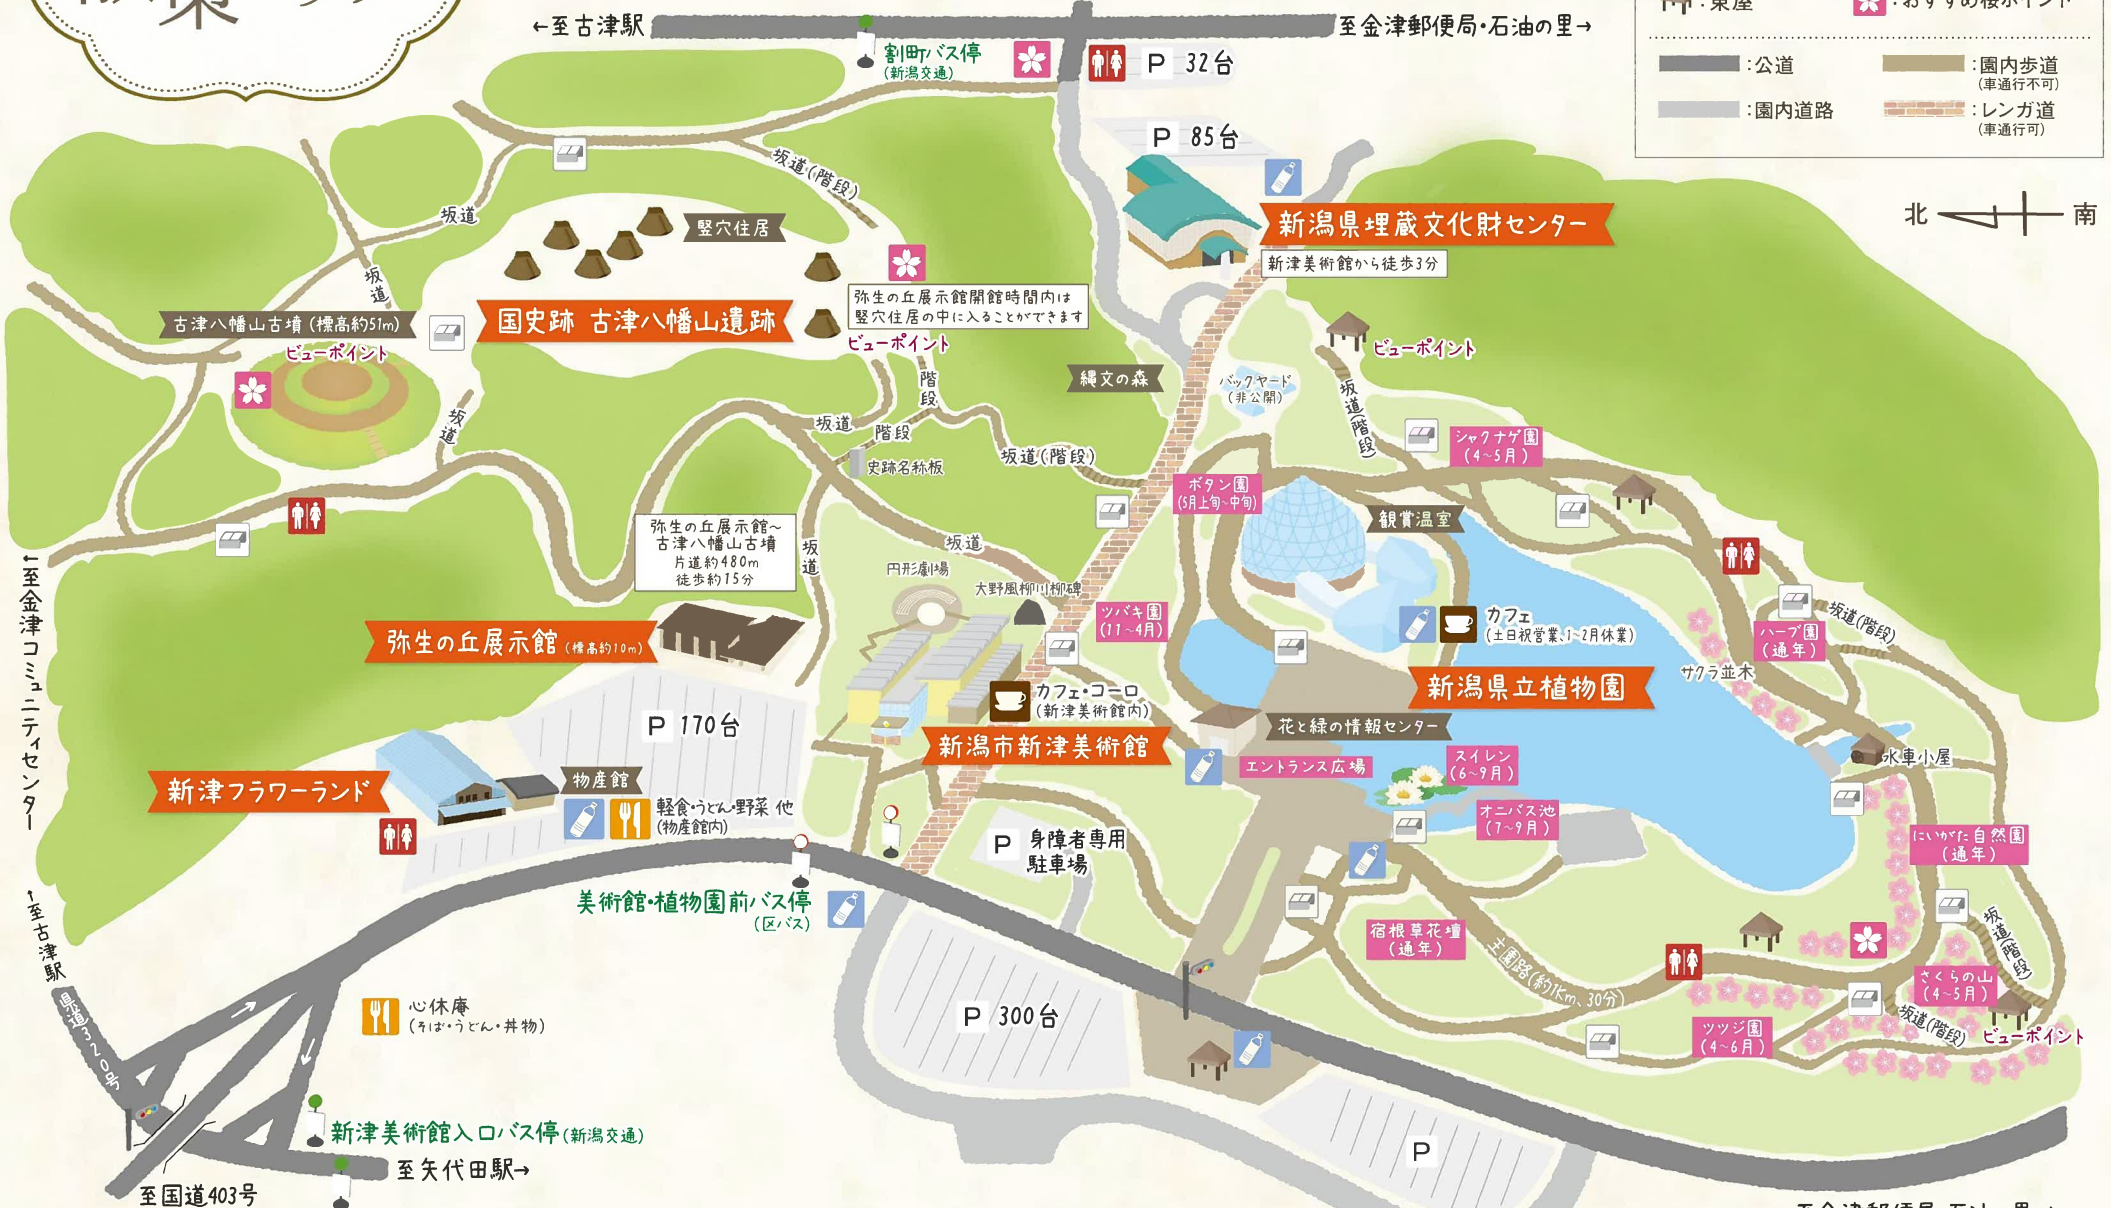 ←至古津駅
至金津郵便局・石油の里→
割町バス停
(新潟交通)
P 32台
P 85台
:東屋
:おすすめ桜ポイント
:公道
:園内歩道
(車通行不可)
:園内道路
:レンガ道
(車通行可)
北
南
坂道(階段)
坂道
竪穴住居
坂道
新潟県埋蔵文化財センター
新津美術館から徒歩3分
古津八幡山古墳(標高約51m)
ビューポイント
国史跡 古津八幡山遺跡
弥生の丘展示館開館時間内は
竪穴住居の中に入ることができます
ビューポイント
ビューポイント
縄文の森
バックヤード
(非公開)
階段
坂道(階段)
坂道
坂道
階段
史跡名称板
坂道(階段)
シャクナゲ園
(4~5月)
ボタン園
(5月上旬~中旬)
観賞温室
弥生の丘展示館~
古津八幡山古墳
片道約480m
徒歩約15分
坂道
坂道
円形劇場
大野風柳川柳碑
ツバキ園
(11~4月)
カフェ
(土日祝営業、1~2月休業)
ハーブ園
(通年)
坂道(階段)
サクラ並木
←至金津コミュニティセンター
弥生の丘展示館(標高約10m)
カフェ・コーロ
(新津美術館内)
新潟県立植物園
P 170台
新潟市新津美術館
花と緑の情報センター
エントランス広場
スイレン
(6~9月)
水車小屋
新津フラワーランド
物産館
軽食・うどん・野菜 他
(物産館内)
オニバス池
(7~9月)
にいがた自然園
(通年)
P 身障者専用
駐車場
美術館・植物園前バス停
(区バス)
←至古津駅
県道320号
宿根草花壇
(通年)
主園路(約1Km、30分)
坂道(階段)
さくらの山
(4~5月)
坂道(階段)
ビューポイント
ツツジ園
(4~6月)
心休庵
(そば・うどん・丼物)
P 300台
新津美術館入口バス停(新潟交通)
至矢代田駅→
至国道403号
P